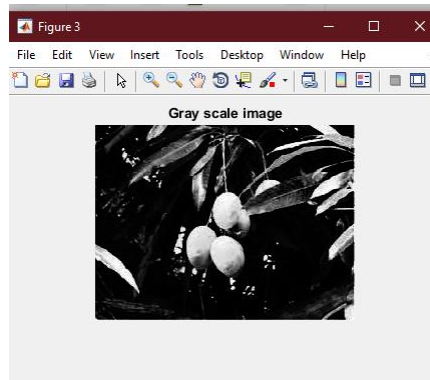 Figure 3
File Edit View Insert Tools Desktop Window Help
Gray scale image